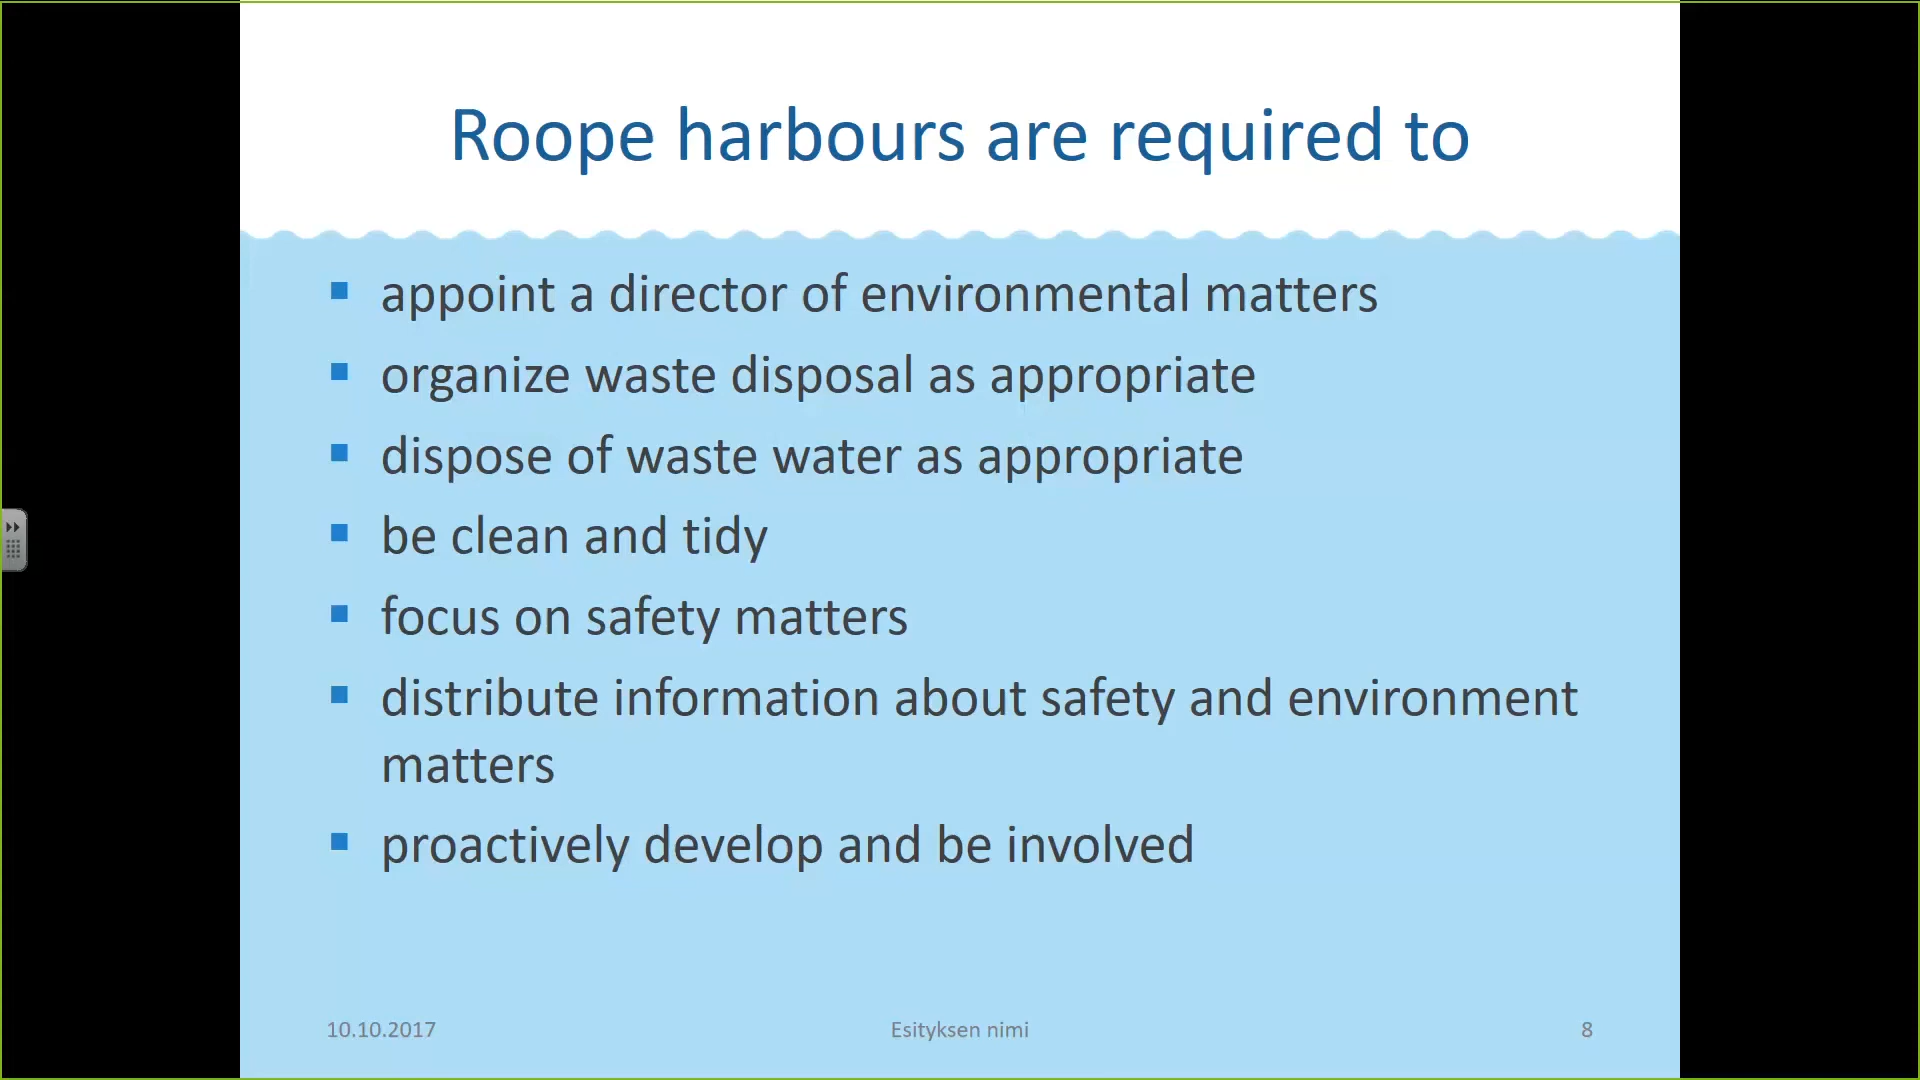 Roope harbours are required to
appoint a director of environmental matters
organize waste disposal as appropriate
dispose of waste water as appropriate
be clean and tidy
focus on safety matters
distribute information about safety and environment
matters
proactively develop and be involved
10.10.2017
Esityksen nimi
8